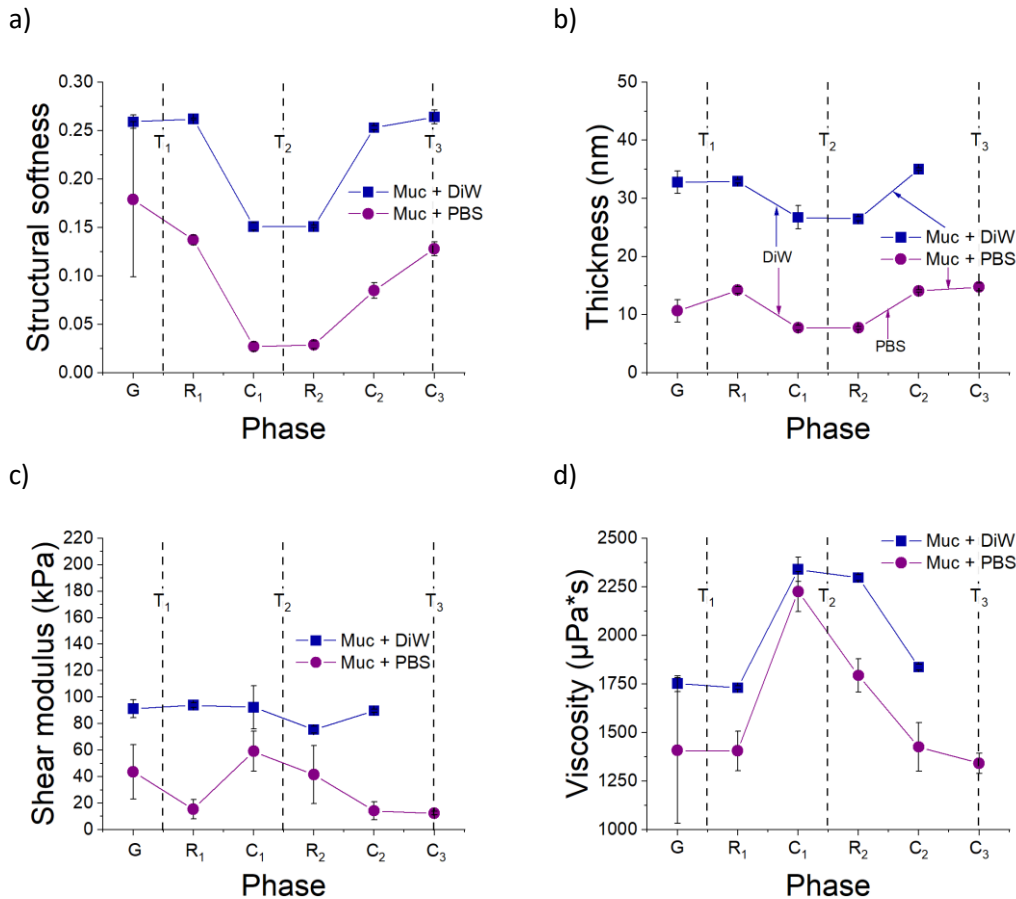 a)
b)
0.30
0.25
0.20
0.15
0.10
0.05
0.00
Structural softness
T1
T2
T3
Muc + DiW
Muc + PBS
G
R1
C1
R2
C2
C3
Phase
50
40
30
20
10
0
Thickness (nm)
T1
T2
T3
DiW
Muc + DiW
Muc + PBS
PBS
G
R1
C1
R2
C2
C3
Phase
c)
d)
220
200
180
160
140
120
100
80
60
40
20
0
Shear modulus (kPa)
T1
T2
T3
Muc + DiW
Muc + PBS
G
R1
C1
R2
C2
C3
Phase
2500
2250
2000
1750
1500
1250
1000
Viscosity (µPa*s)
Muc + DiW
Muc + PBS
T1
T2
T3
G
R1
C1
R2
C2
C3
Phase